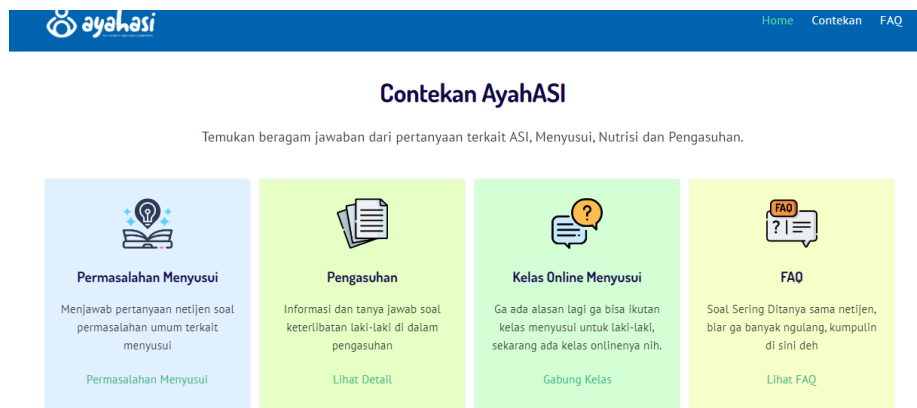 ayahasi
Home Contekan FAQ
Contekan AyahASI
Temukan beragam jawaban dari pertanyaan terkait ASI, Menyusui, Nutrisi dan Pengasuhan.
Permasalahan Menyusui
Menjawab pertanyaan netijen soal
permasalahan umum terkait
menyusui
Permasalahan Menyusui
Pengasuhan
Informasi dan tanya jawab soal
keterlibatan laki-laki di dalam
pengasuhan
Lihat Detail
?
Kelas Online Menyusui
Ga ada alasan lagi ga bisa ikutan
kelas menyusui untuk laki-laki,
sekarang ada kelas onlinenya nih.
Gabung Kelas
FAQ
?
FAQ
Soal Sering Ditanya sama netijen,
biar ga banyak ngulang, kumpulin
di sini deh
Lihat FAQ